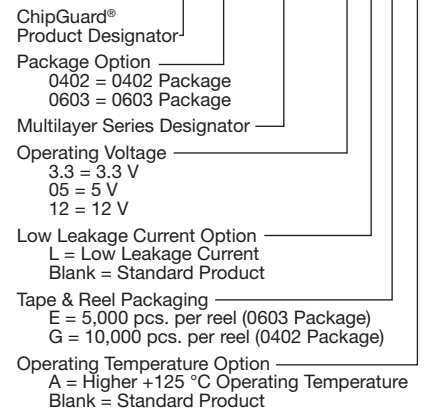 ChipGuard®
Product Designator
Package Option
0402 = 0402 Package
0603 = 0603 Package
Multilayer Series Designator
Operating Voltage
3.3 = 3.3 V
05 = 5 V
12 = 12 V
Low Leakage Current Option
L = Low Leakage Current
Blank = Standard Product
Tape & Reel Packaging
E = 5,000 pcs. per reel (0603 Package)
G = 10,000 pcs. per reel (0402 Package)
Operating Temperature Option
A = Higher +125 °C Operating Temperature
Blank = Standard Product